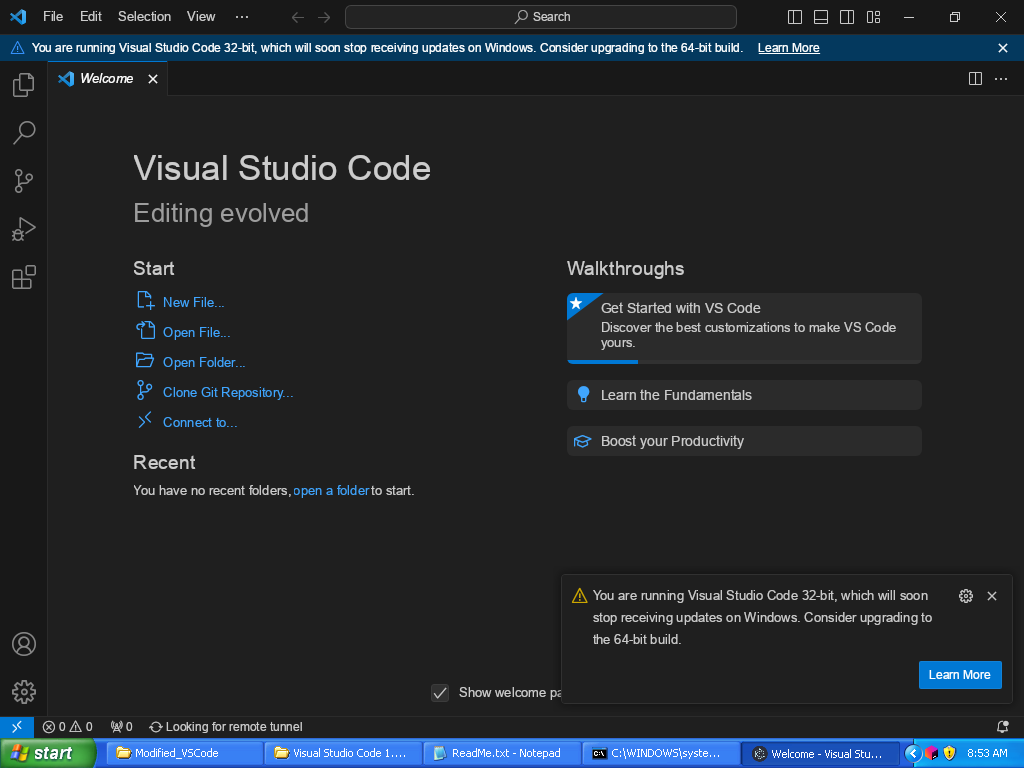 File Edit Selection View ··· Search
You are running Visual Studio Code 32-bit, which will soon stop receiving updates on Windows. Consider upgrading to the 64-bit build. Learn More
Welcome
Visual Studio Code
Editing evolved
Start
New File...
Open File...
Open Folder...
Clone Git Repository...
Connect to...
Recent
You have no recent folders, open a folder to start.
Walkthroughs
Get Started with VS Code
Discover the best customizations to make VS Code
yours.
Learn the Fundamentals
Boost your Productivity
You are running Visual Studio Code 32-bit, which will soon
stop receiving updates on Windows. Consider upgrading to
the 64-bit build.
Learn More
Show welcome pa
0 0 0 Looking for remote tunnel
start Modified_VSCode Visual Studio Code 1.... ReadMe.txt - Notepad C:\WINDOWS\syste... Welcome - Visual Stu... 8:53 AM